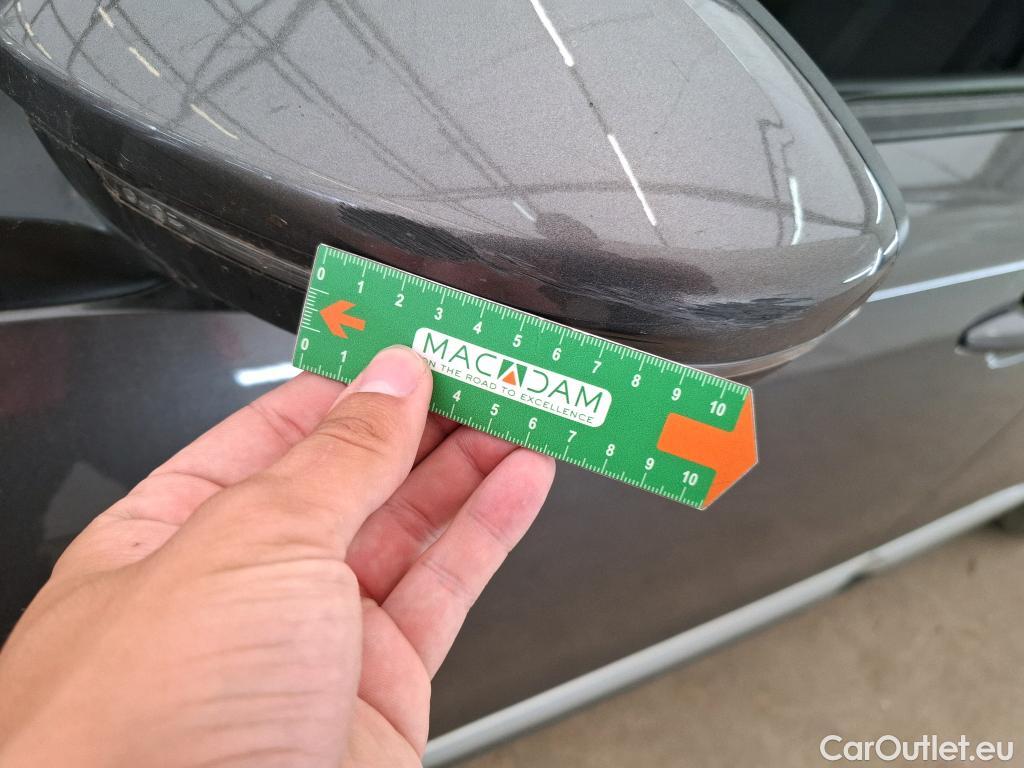 0 1 2 3 4 5 6 7 8 9 10
MACADAM
ON THE ROAD TO EXCELLENCE
0 1 4 5 6 7 8 9 10
CarOutlet.eu